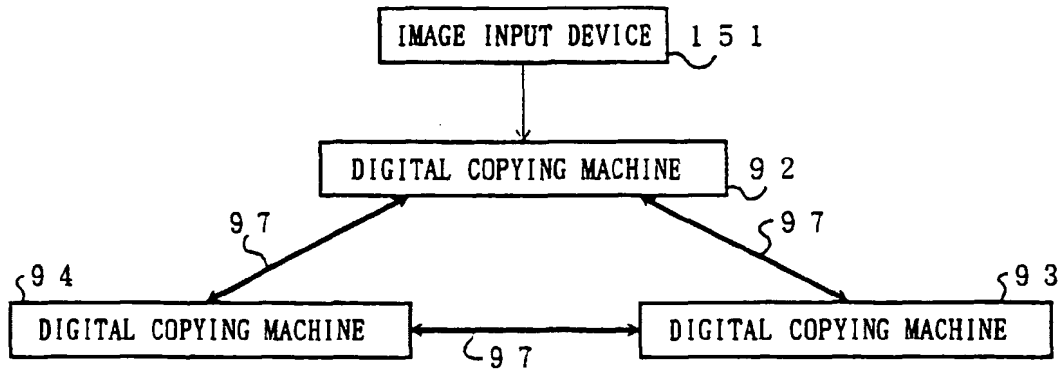 IMAGE INPUT DEVICE 151
DIGITAL COPYING MACHINE 92
97 97
94 93
DIGITAL COPYING MACHINE DIGITAL COPYING MACHINE
97